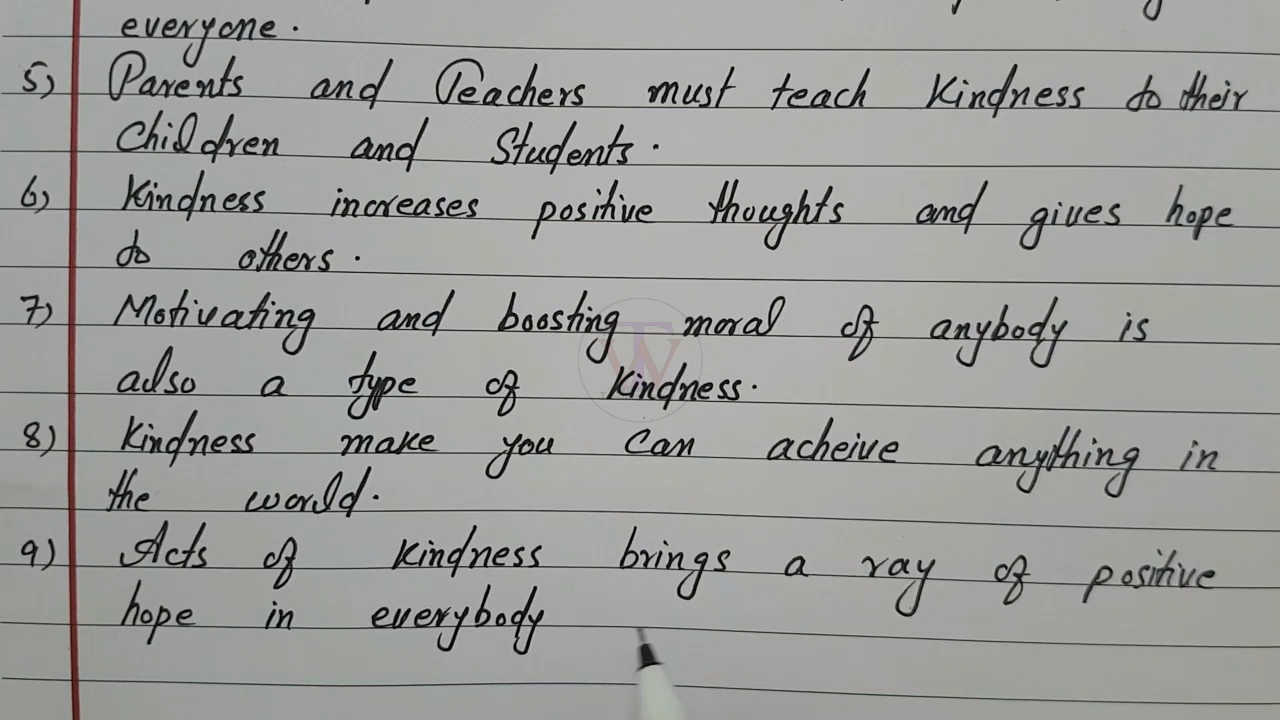 everyone.
5) Parents and Teachers must teach Kindness to their
Children and Students.
6) Kindness increases positive thoughts and gives hope
to others.
7) Motivating and boosting moral of anybody is
also a type of Kindness.
8) Kindness make you can acheive anything in
the world.
9) Acts of Kindness brings a ray of positive
hope in everybody